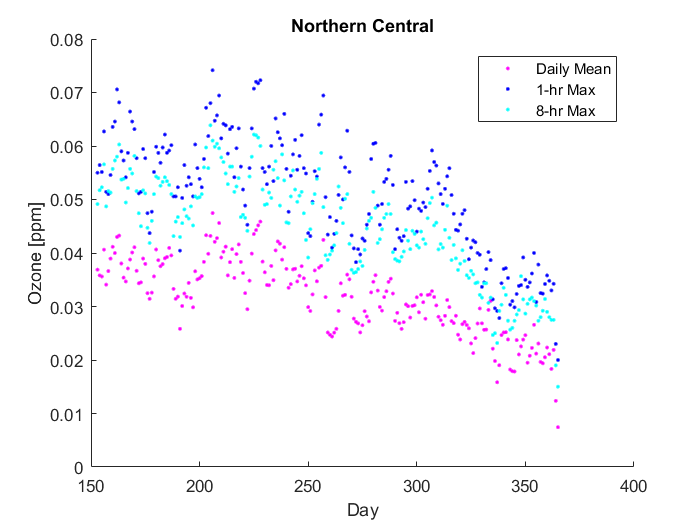 Northern Central
0.08
0.07
0.06
0.05
0.04
0.03
0.02
0.01
0
Ozone [ppm]
Daily Mean
1-hr Max
8-hr Max
150 200 250 300 350 400
Day